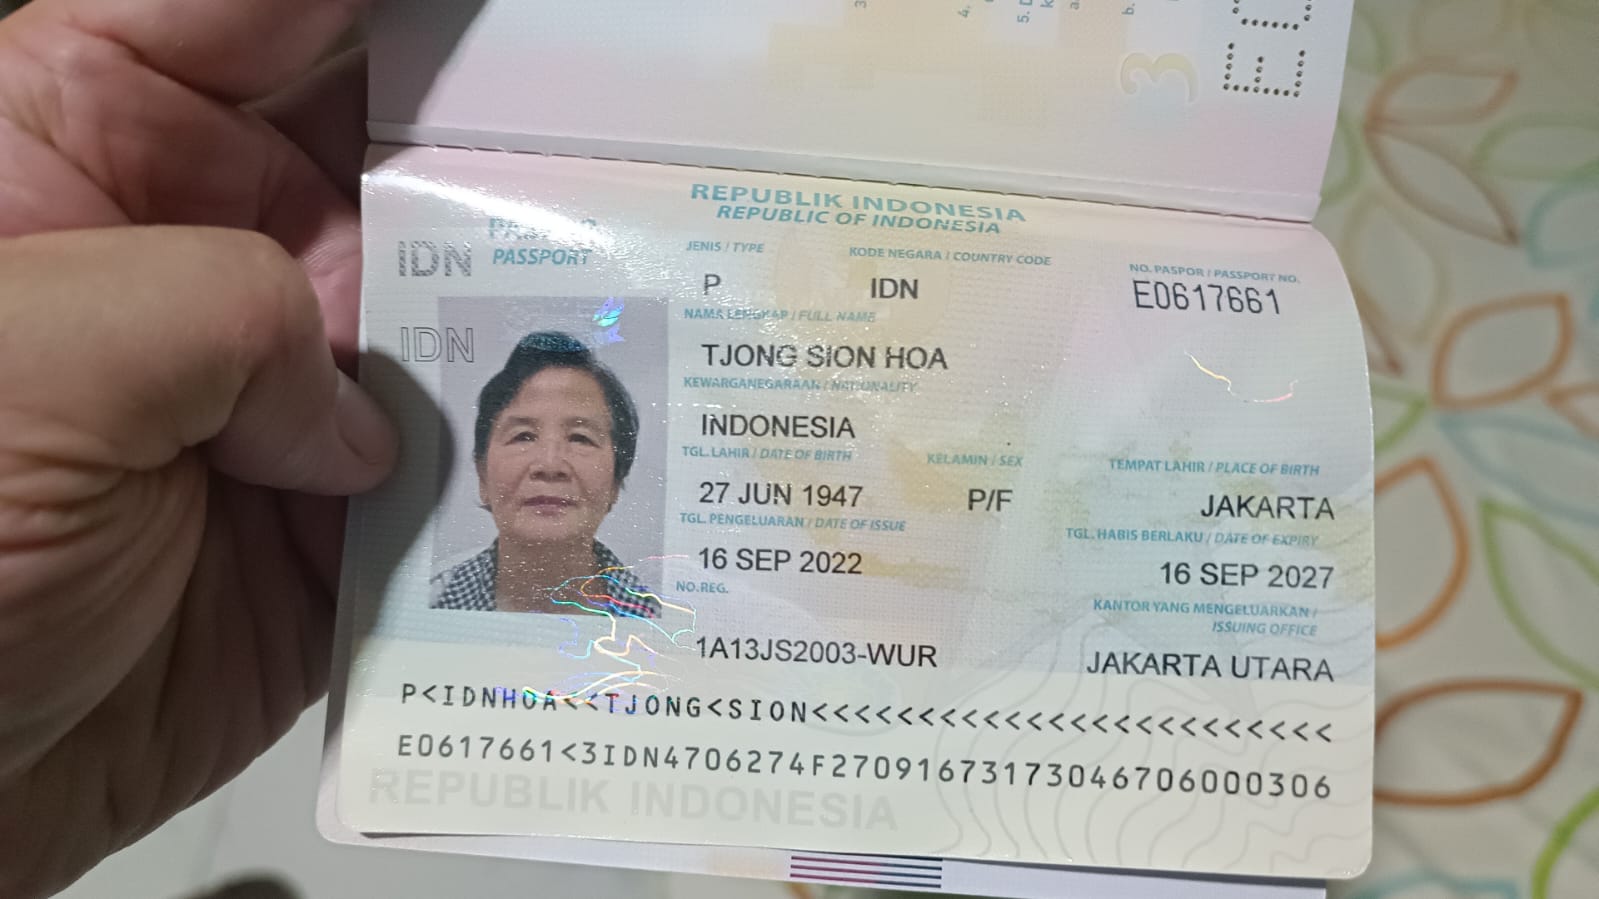 REPUBLIK INDONESIA
REPUBLIC OF INDONESIA
IDN
PASSPORT
JENIS / TYPE
KODE NEGARA / COUNTRY CODE
NO. PASPOR / PASSPORT NO.
P
IDN
E0617661
NAMA LENGKAP / FULL NAME
IDN
TJONG SION HOA
KEWARGANEGARAAN / NATIONALITY
INDONESIA
TGL. LAHIR / DATE OF BIRTH
KELAMIN / SEX
TEMPAT LAHIR / PLACE OF BIRTH
27 JUN 1947
P/F
JAKARTA
TGL. PENGELUARAN / DATE OF ISSUE
TGL. HABIS BERLAKU / DATE OF EXPIRY
16 SEP 2022
16 SEP 2027
NO. REG.
KANTOR YANG MENGELUARKAN /
ISSUING OFFICE
1A13JS2003-WUR
JAKARTA UTARA
P<IDNHOA<<TJONG<SION<<<<<<<<<<<<<<<<<<<<<<<<
E0617661<3IDN4706274F2709167317304670600030​6
REPUBLIK INDONESIA